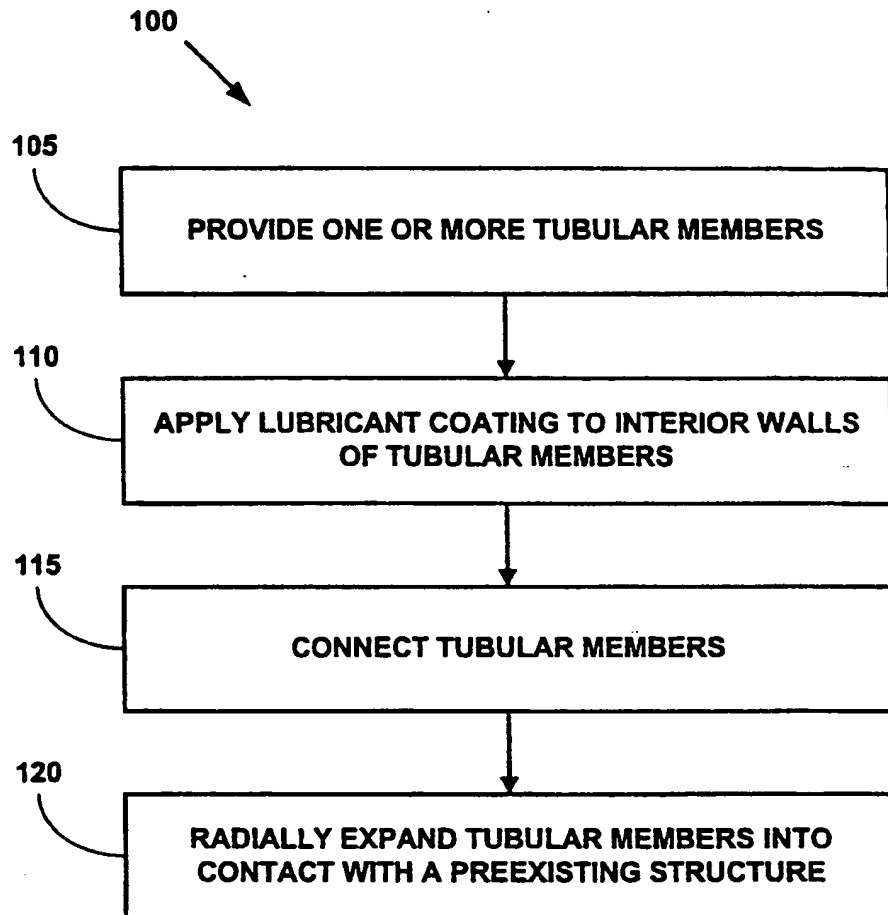 100
105
PROVIDE ONE OR MORE TUBULAR MEMBERS
110
APPLY LUBRICANT COATING TO INTERIOR WALLS
OF TUBULAR MEMBERS
115
CONNECT TUBULAR MEMBERS
120
RADIALLY EXPAND TUBULAR MEMBERS INTO
CONTACT WITH A PREEXISTING STRUCTURE